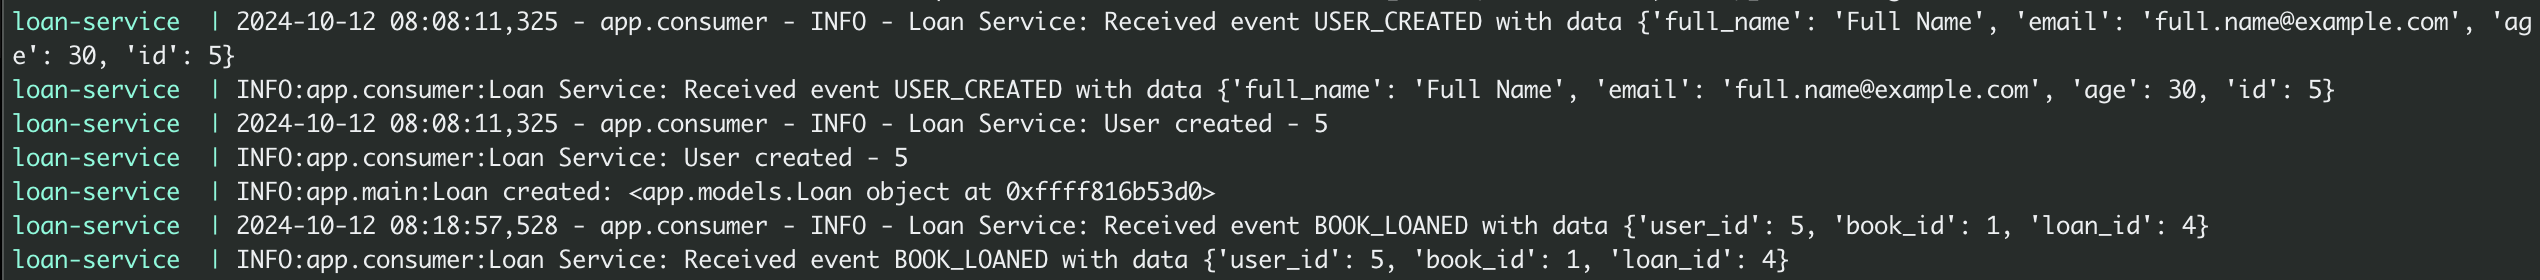 loan-service  | 2024-10-12 08:08:11,325 - app.consumer - INFO - Loan Service: Received event USER_CREATED with data {'full_name': 'Full Name', 'email': 'full.name@example.com', 'ag
e': 30, 'id': 5}
loan-service  | INFO:app.consumer:Loan Service: Received event USER_CREATED with data {'full_name': 'Full Name', 'email': 'full.name@example.com', 'age': 30, 'id': 5}
loan-service  | 2024-10-12 08:08:11,325 - app.consumer - INFO - Loan Service: User created - 5
loan-service  | INFO:app.consumer:Loan Service: User created - 5
loan-service  | INFO:app.main:Loan created: <app.models.Loan object at 0xffff816b53d0>
loan-service  | 2024-10-12 08:18:57,528 - app.consumer - INFO - Loan Service: Received event BOOK_LOANED with data {'user_id': 5, 'book_id': 1, 'loan_id': 4}
loan-service  | INFO:app.consumer:Loan Service: Received event BOOK_LOANED with data {'user_id': 5, 'book_id': 1, 'loan_id': 4}